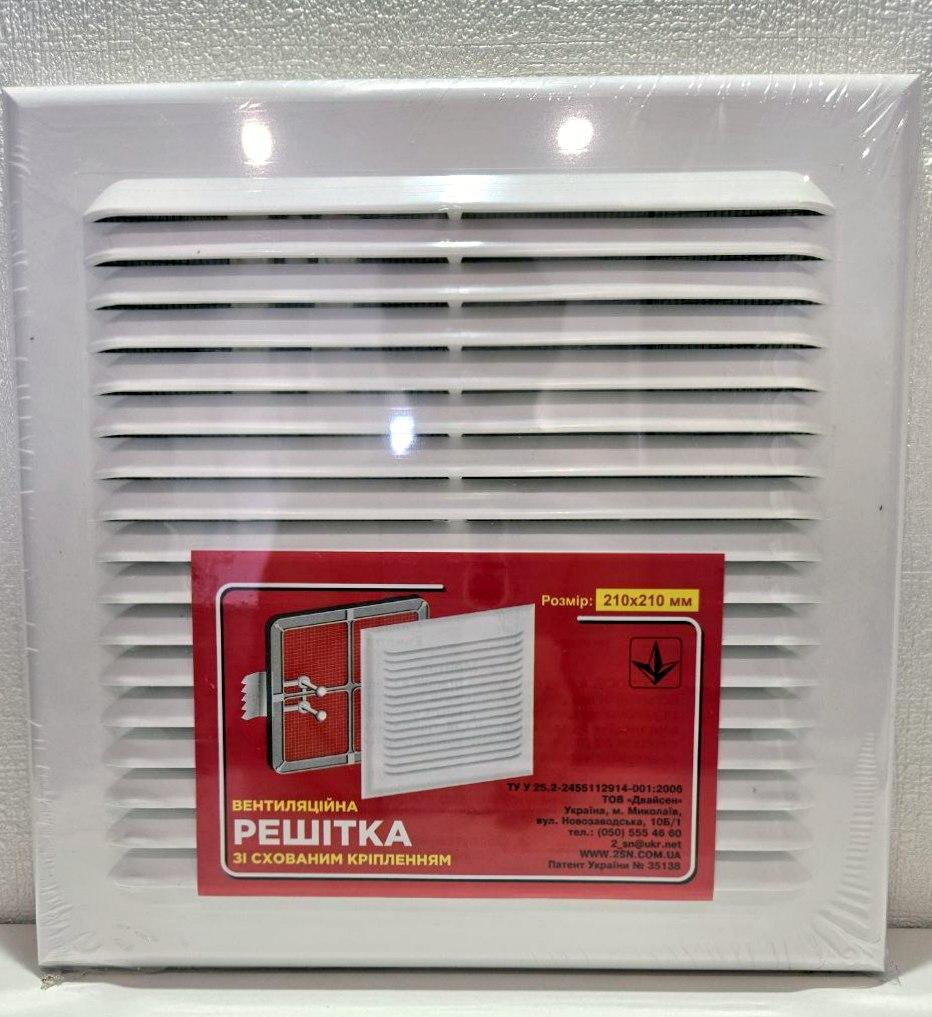 Розмір: 210x210 мм
ВЕНТИЛЯЦІЙНА
РЕШІТКА
ЗІ СХОВАНИМ КРІПЛЕННЯМ
ТУ У 25.2-2455112914-001:2006
ТОВ «Двайсен»
Україна, м. Миколаїв,
вул. Новозаводська, 10Б/1
тел.: (050) 555 46 60
2_sn@ukr.net
WWW.2SN.COM.UA
Патент України № 35138